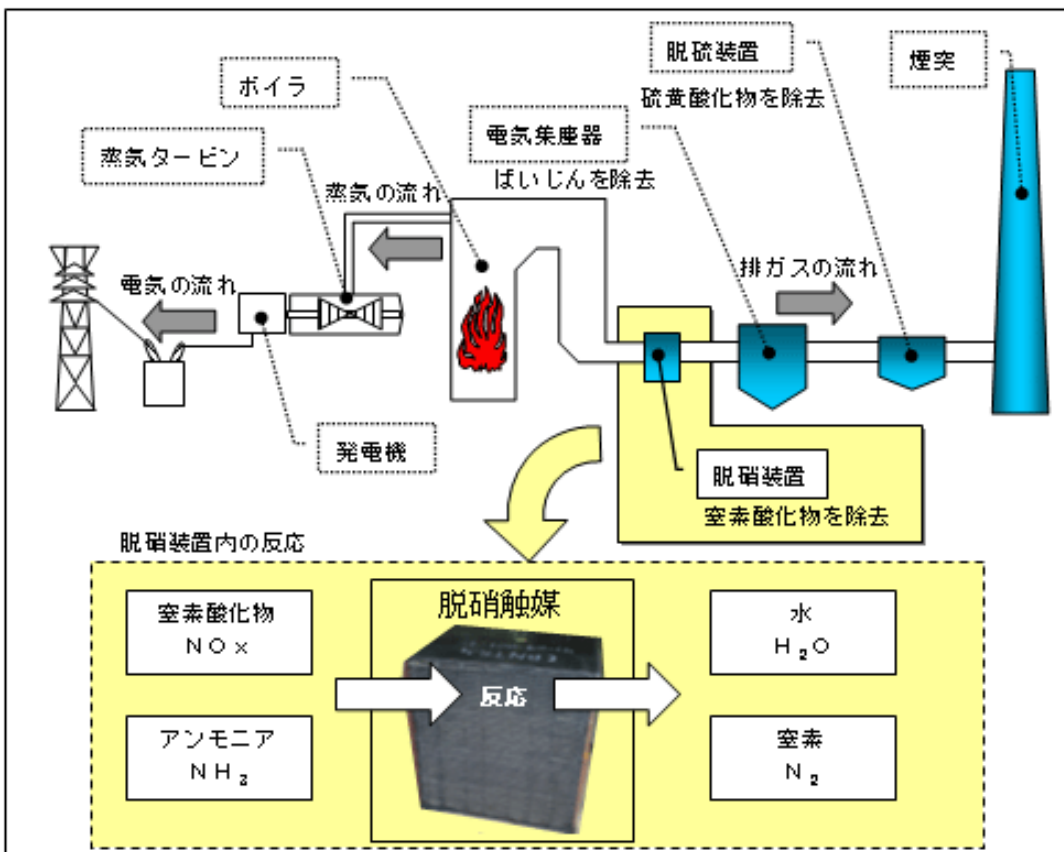 脱硫装置
硫黄酸化物を除去
煙突
ボイラ
電気集塵器
ばいじんを除去
蒸気タービン
蒸気の流れ
排ガスの流れ
電気の流れ
発電機
脱硝装置
窒素酸化物を除去
脱硝装置内の反応
窒素酸化物
NOx
脱硝触媒
水
H₂O
反応
アンモニア
NH₃
窒素
N₂